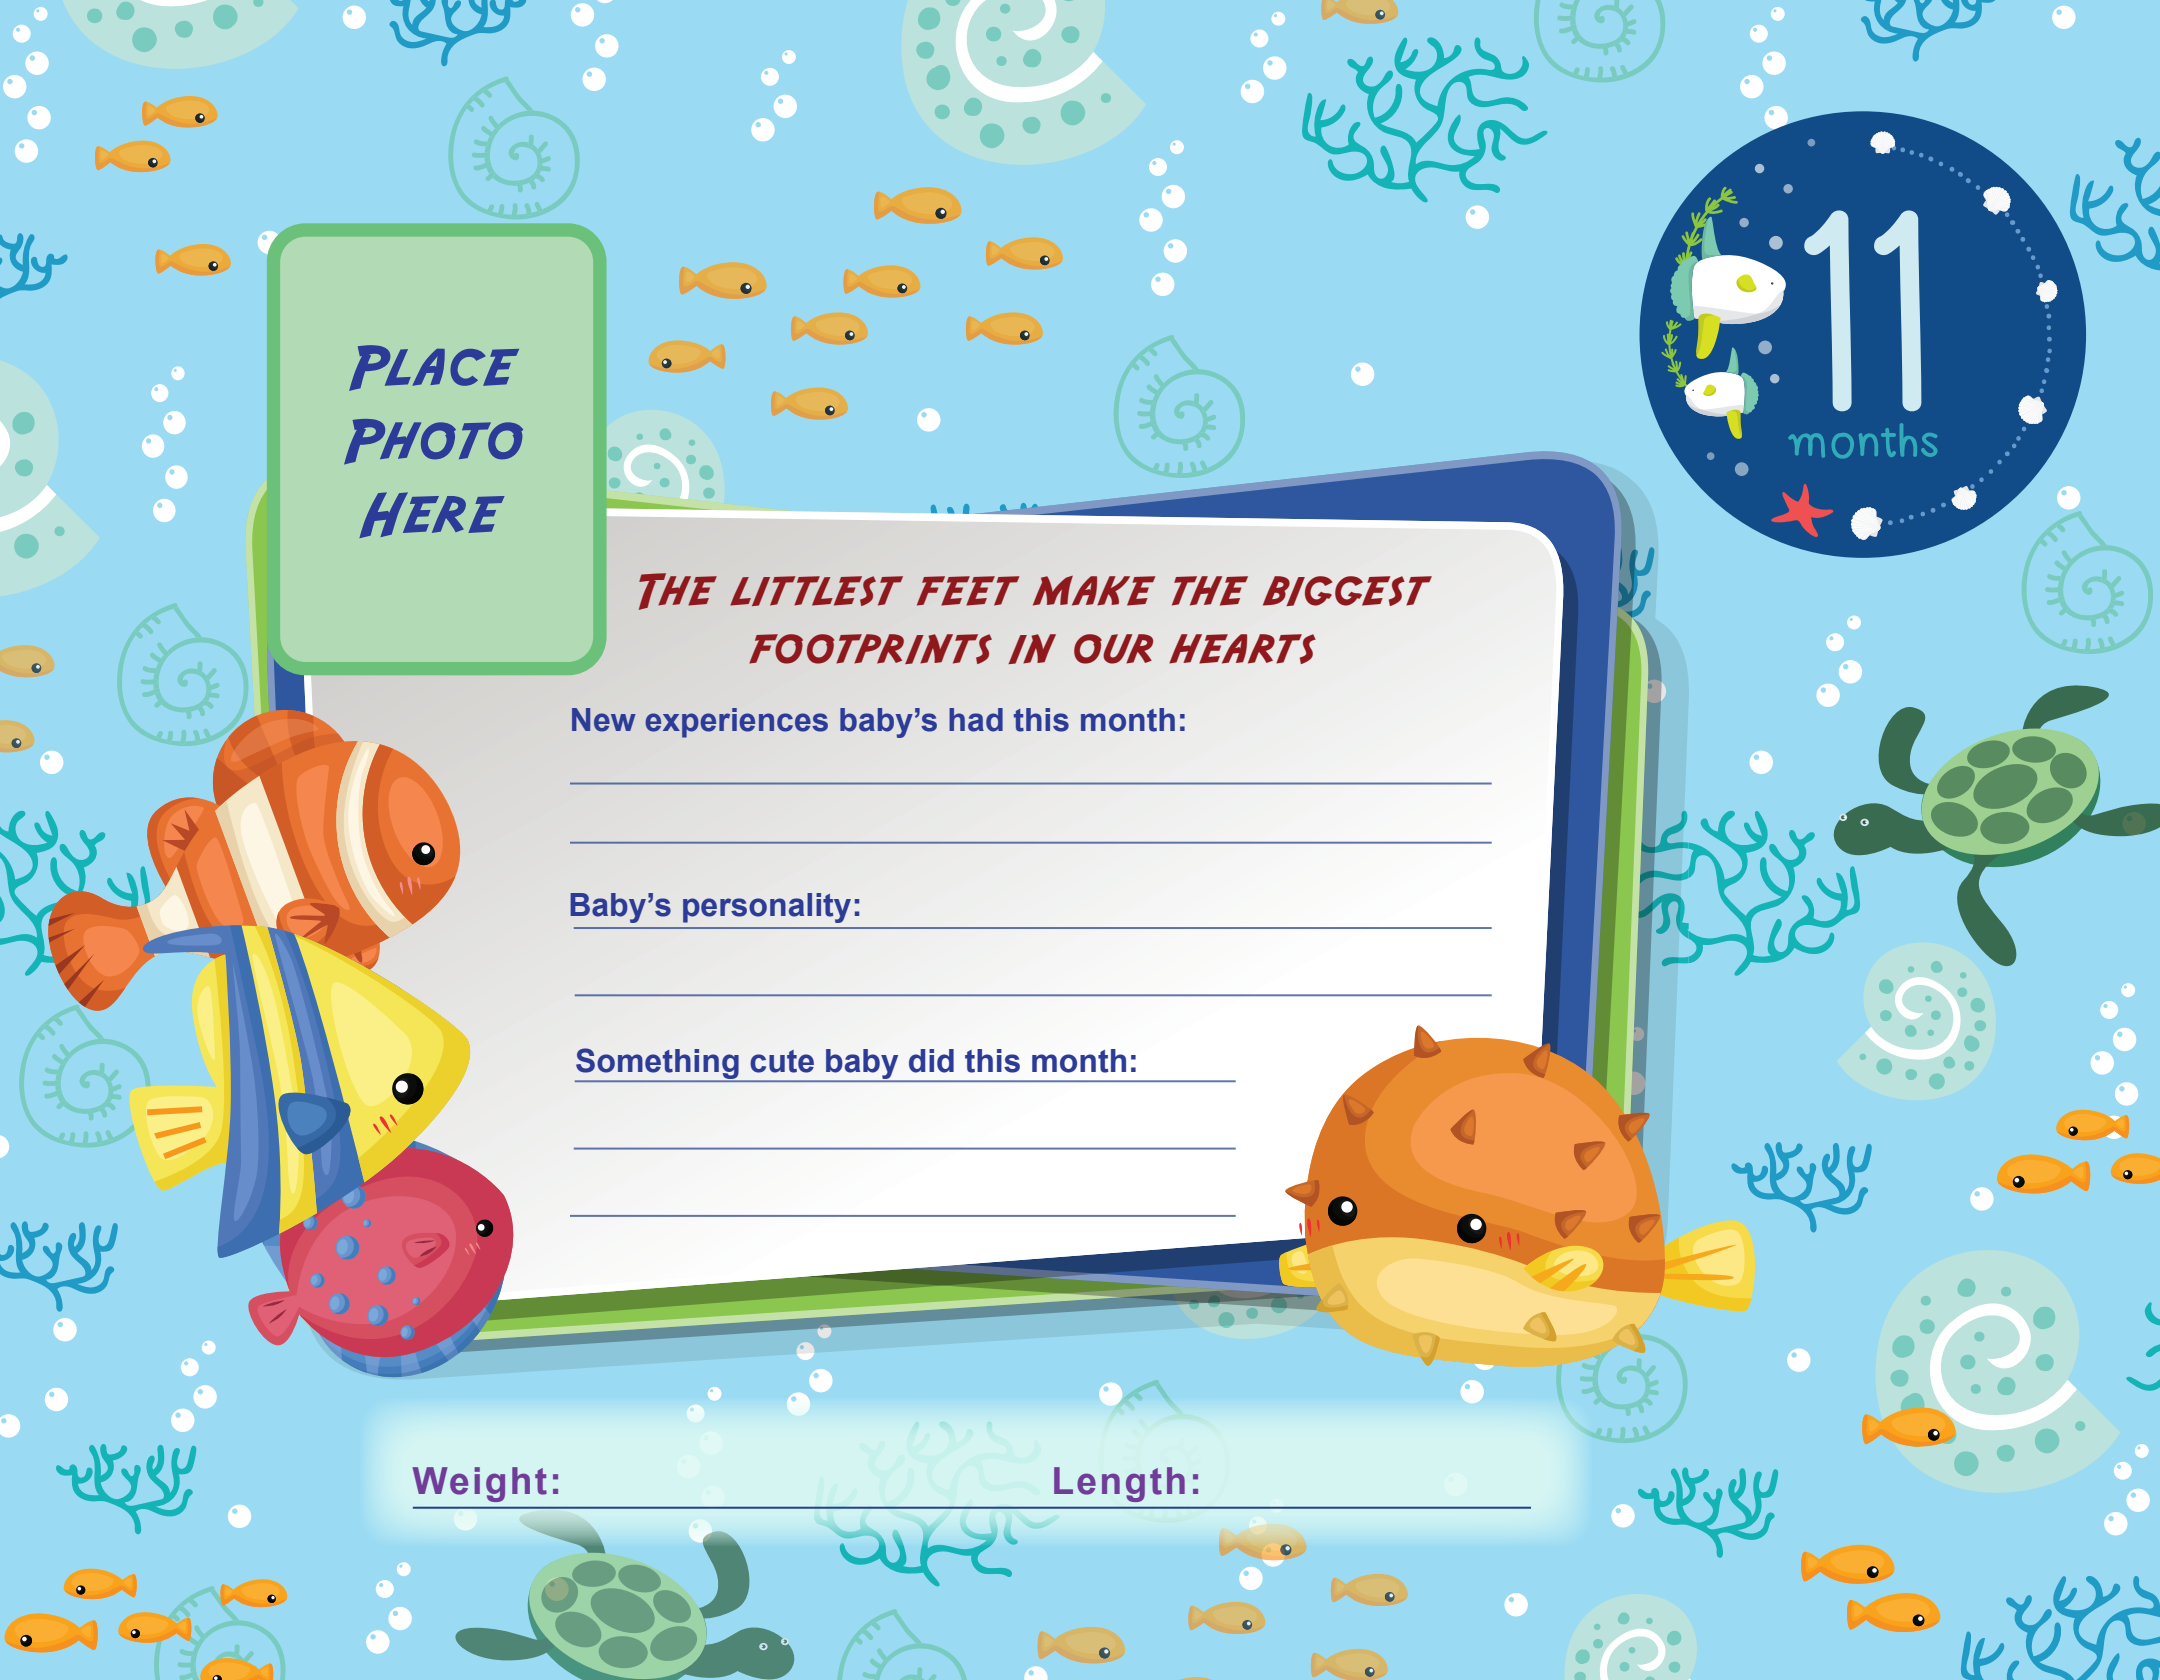 11
months
Place
Photo
Here
The littlest feet make the biggest
footprints in our hearts
New experiences baby’s had this month:
Baby’s personality:
Something cute baby did this month:
Weight: Length: